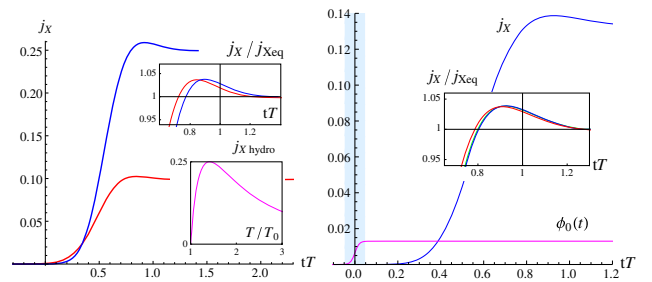 j_X
0.25
0.20
0.15
0.10
0.05
0.5 1.0 1.5 2.0
tT
j_X / j_Xeq
1.05
1
0.95
0.8 1 1.2
tT
j_X hydro
0.25
0
1 2 3
T/T_0
0.14
0.12
0.10
0.08
0.06
0.04
0.02
0.0 0.2 0.4 0.6 0.8 1.0 1.2
tT
j_X
j_X / j_Xeq
1.05
1
0.95
0.8 1 1.2
tT
ϕ_0(t)